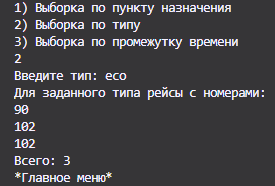 1) Выборка по пункту назначения
2) Выборка по типу
3) Выборка по промежутку времени
2
Введите тип: eco
Для заданного типа рейсы с номерами:
90
102
102
Всего: 3
*Главное меню*